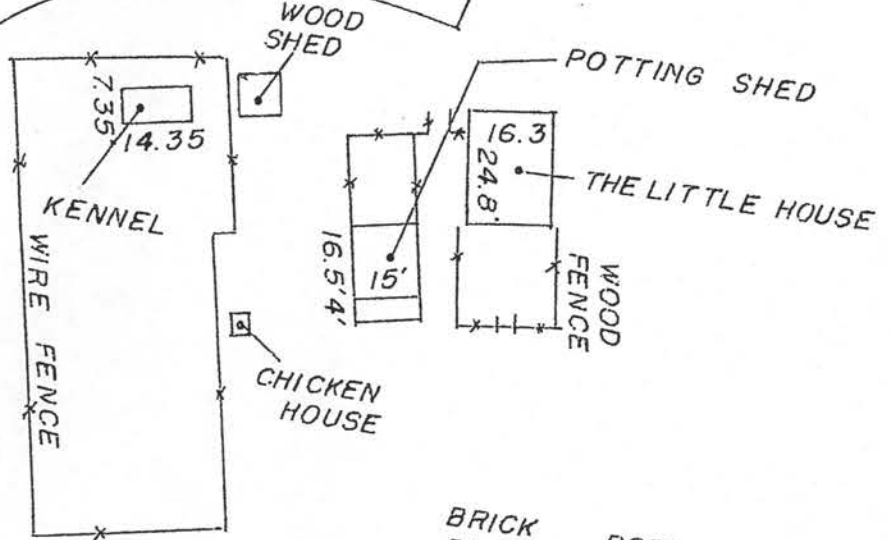 WOOD
SHED
POTTING SHED
7.35'
14.35
16.3
24.8'
THE LITTLE HOUSE
KENNEL
WIRE FENCE
16.5'
4'
15'
WOOD
FENCE
CHICKEN
HOUSE
BRICK